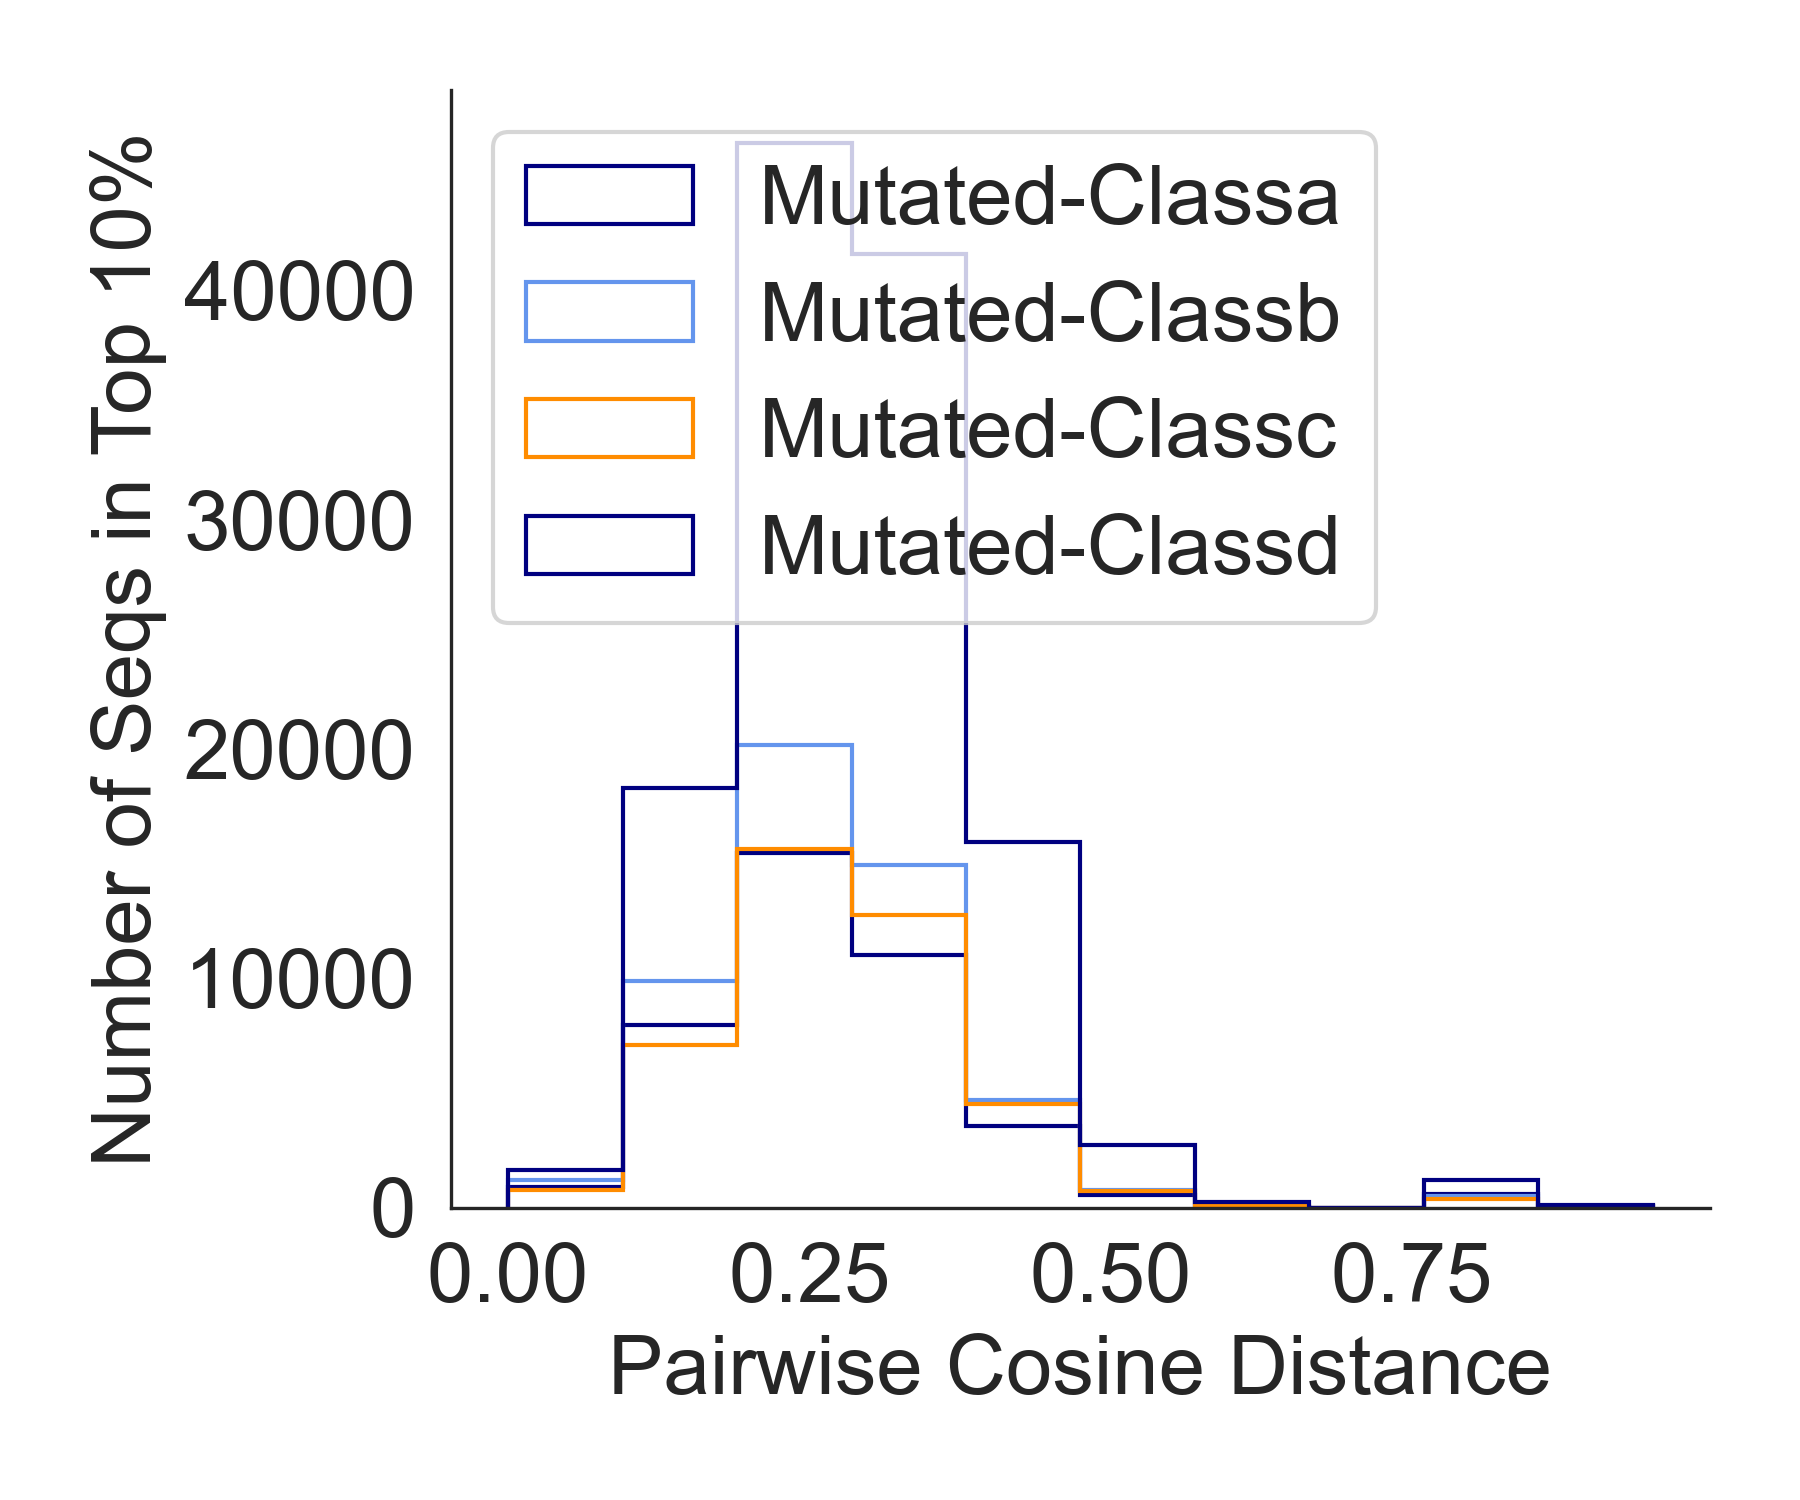 Number of Seqs in Top 10%
40000
30000
20000
10000
0
Mutated-Classa
Mutated-Classb
Mutated-Classc
Mutated-Classd
0.00 0.25 0.50 0.75
Pairwise Cosine Distance